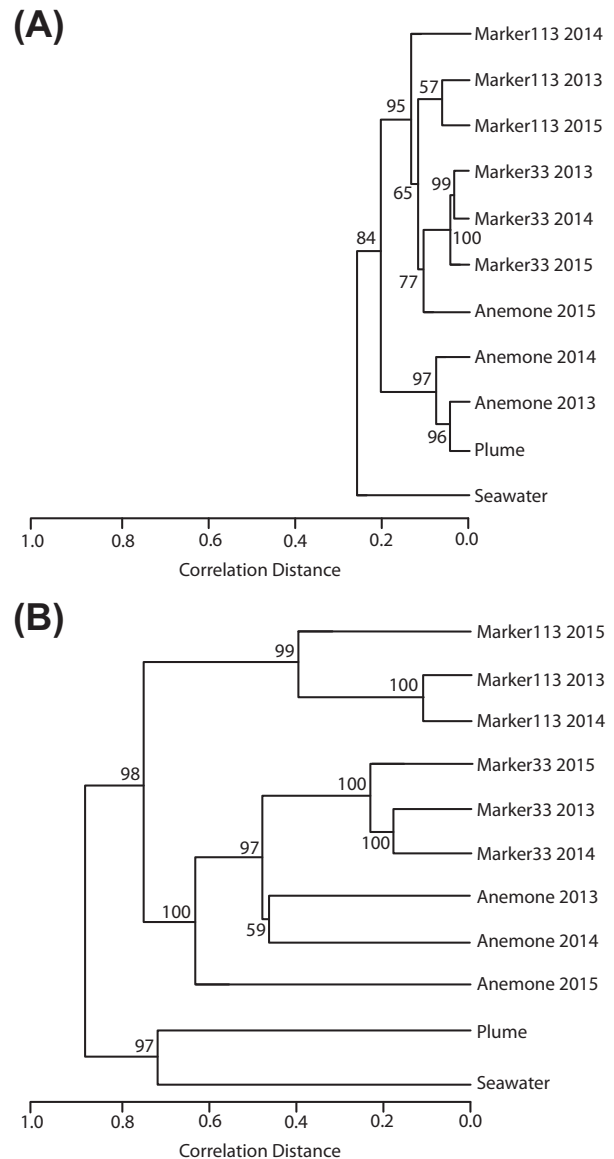 (A)
Marker113 2014
57
Marker113 2013
95
Marker113 2015
99
Marker33 2013
65
Marker33 2014
84
100
Marker33 2015
77
Anemone 2015
Anemone 2014
97
Anemone 2013
96
Plume
Seawater
1.0 0.8 0.6 0.4 0.2 0.0
Correlation Distance
(B)
Marker113 2015
99
Marker113 2013
100
Marker113 2014
98
Marker33 2015
100
Marker33 2013
100
Marker33 2014
97
Anemone 2013
100
59
Anemone 2014
Anemone 2015
Plume
97
Seawater
1.0 0.8 0.6 0.4 0.2 0.0
Correlation Distance